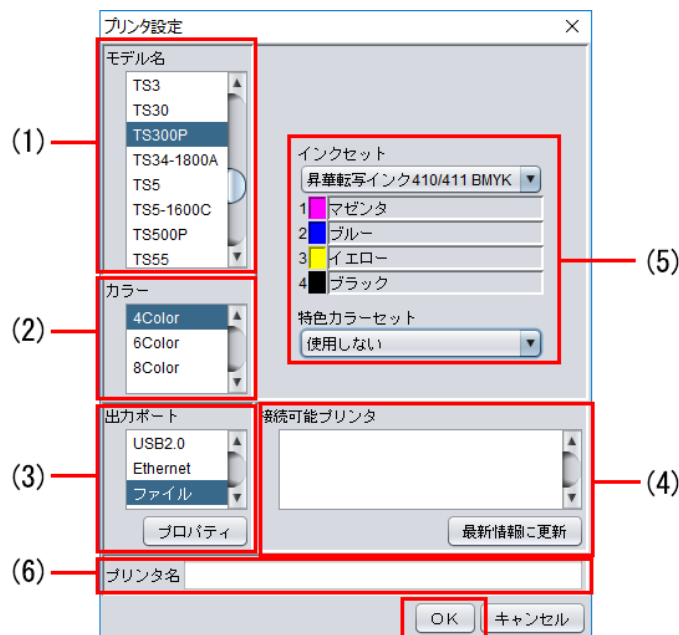 プリンタ設定
モデル名
TS3
TS30
TS300P
TS34-1800A
TS5
TS5-1600C
TS500P
TS55
(1)
カラー
4Color
6Color
8Color
(2)
出力ポート
USB2.0
Ethernet
ファイル
プロパティ
(3)
接続可能プリンタ
最新情報に更新
(4)
インクセット
昇華転写インク410/411 BMYK
1 マゼンタ
2 ブルー
3 イエロー
4 ブラック
特色カラーセット
使用しない
(5)
(6)
プリンタ名
OK
キャンセル